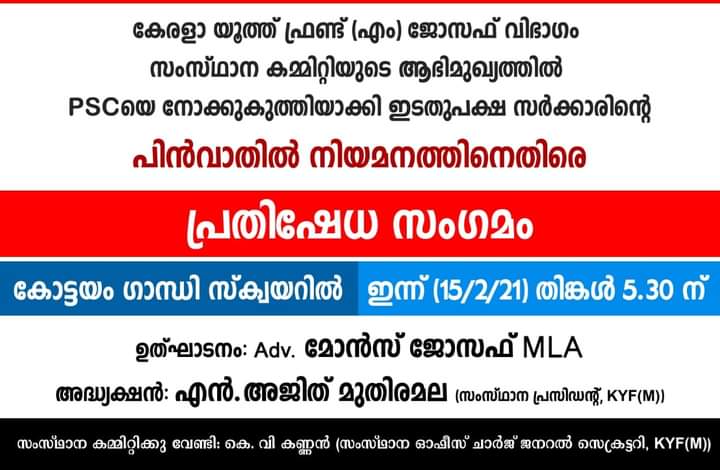 കേരളാ യൂത്ത് ഫ്രണ്ട് (എം) ജോസഫ് വിഭാഗം
സംസ്ഥാന കമ്മിറ്റിയുടെ ആഭിമുഖ്യത്തിൽ
PSCയെ നോക്കുകുത്തിയാക്കി ഇടതുപക്ഷ സർക്കാരിന്റെ
പിൻവാതിൽ നിയമനത്തിനെതിരെ
പ്രതിഷേധ സംഗമം
കോട്ടയം ഗാന്ധി സ്ക്വയറിൽ ഇന്ന് (15/2/21) തിങ്കൾ 5.30 ന്
ഉത്ഘാടനം: Adv. മോൻസ് ജോസഫ് MLA
അദ്ധ്യക്ഷൻ: എൻ.അജിത് മുതിരമല (സംസ്ഥാന പ്രസിഡന്റ്, KYF(M))
സംസ്ഥാന കമ്മിറ്റിക്കു വേണ്ടി: കെ. വി കണ്ണൻ (സംസ്ഥാന ഓഫീസ് ചാർജ് ജനറൽ സെക്രട്ടറി, KYF(M))